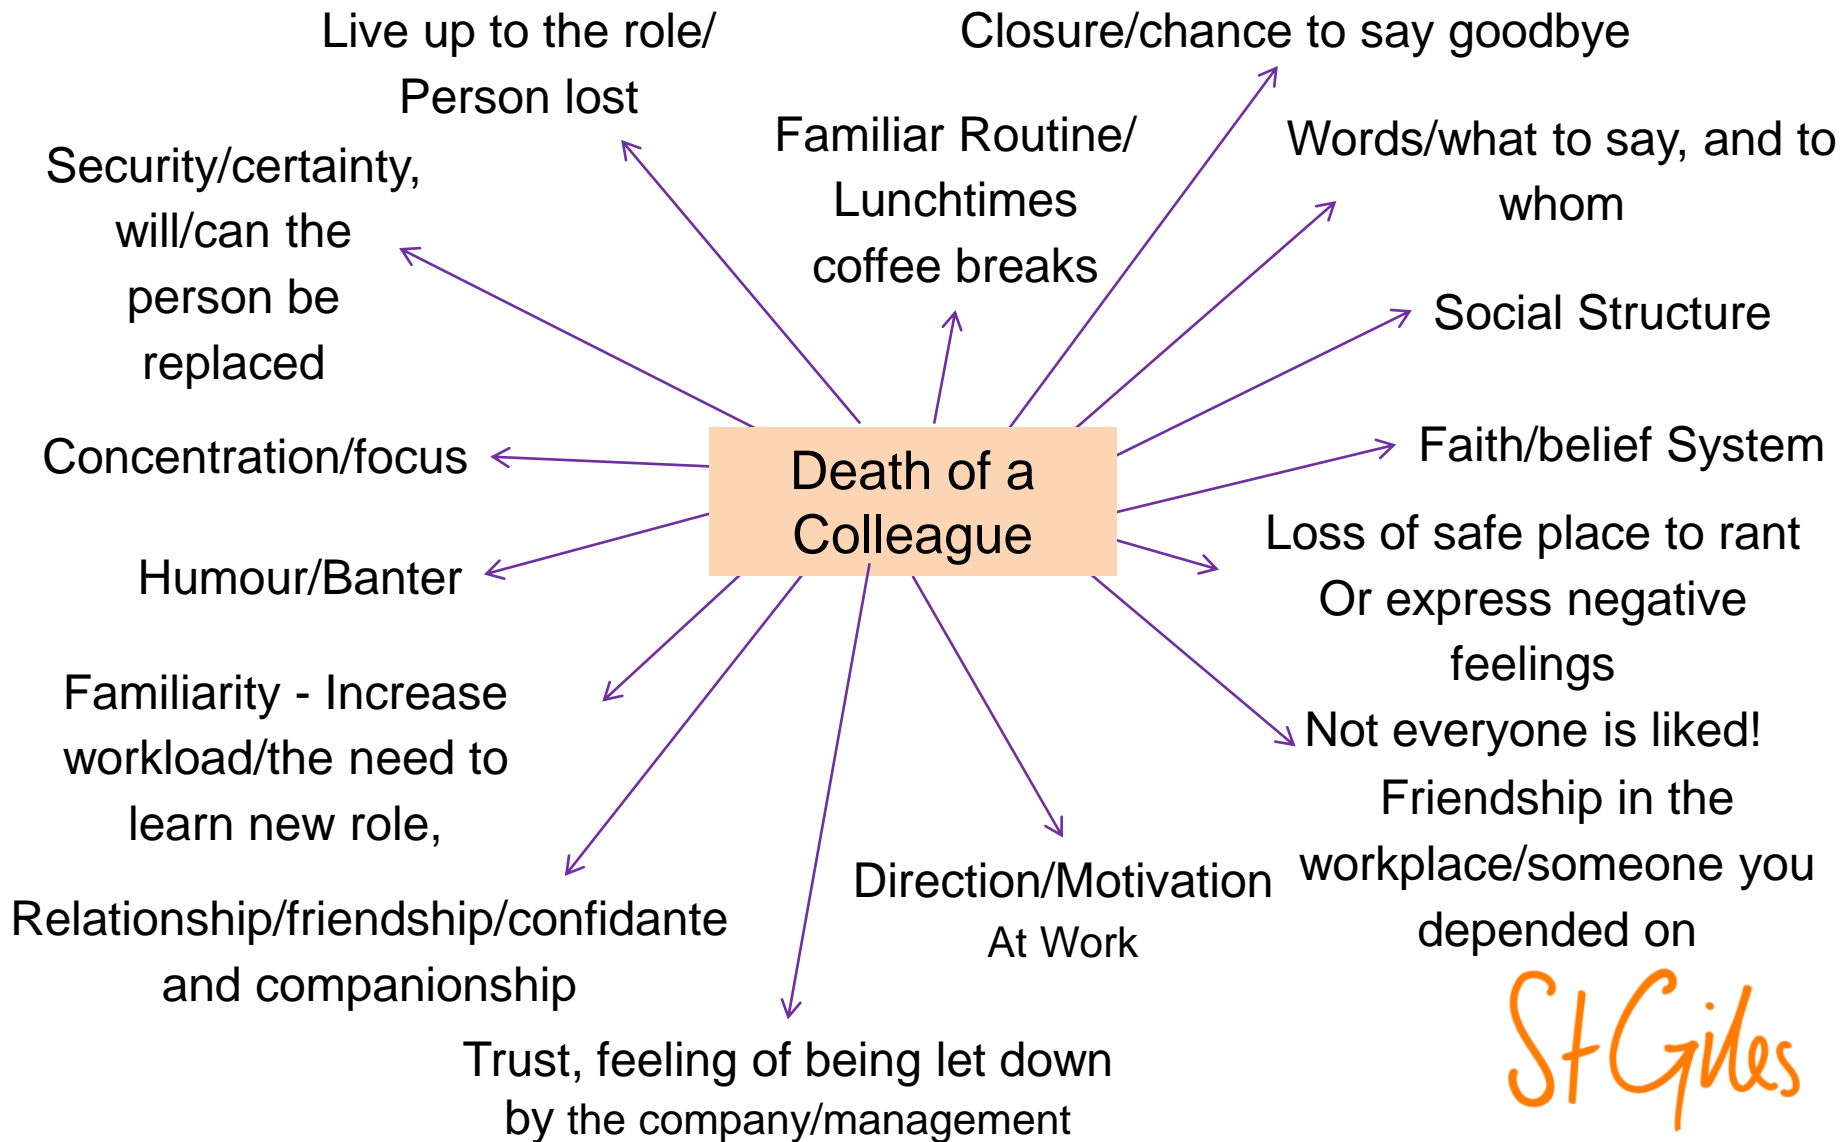 Live up to the role/
Person lost
Closure/chance to say goodbye
Familiar Routine/
Lunchtimes
coffee breaks
Words/what to say, and to
whom
Security/certainty,
will/can the
person be
replaced
Social Structure
Concentration/focus
Death of a
Colleague
Faith/belief System
Humour/Banter
Loss of safe place to rant
Or express negative
feelings
Not everyone is liked!
Familiarity - Increase
workload/the need to
learn new role,
Friendship in the
workplace/someone you
depended on
Direction/Motivation
At Work
Relationship/friendship/confidante
and companionship
Trust, feeling of being let down
by the company/management
St Giles